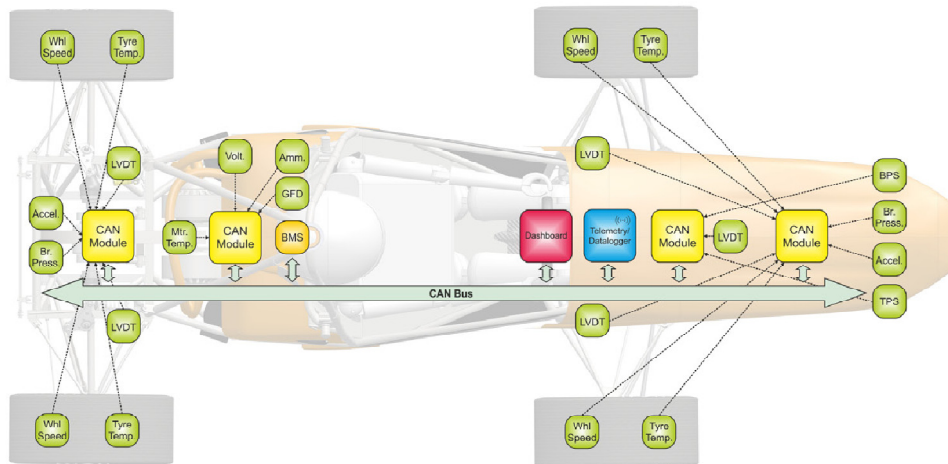 Whl
Speed
Tyre
Temp.
Whl
Speed
Tyre
Temp.
LVDT
Volt.
Amm.
LVDT
BPS
GFD
Accel.
CAN
Module
Mtr.
Temp.
CAN
Module
BMS
Dashboard
Telemetry/
Datalogger
CAN
Module
LVDT
CAN
Module
Br.
Press.
Br.
Press.
Accel.
CAN Bus
TPS
LVDT
LVDT
Whl
Speed
Tyre
Temp.
Whl
Speed
Tyre
Temp.